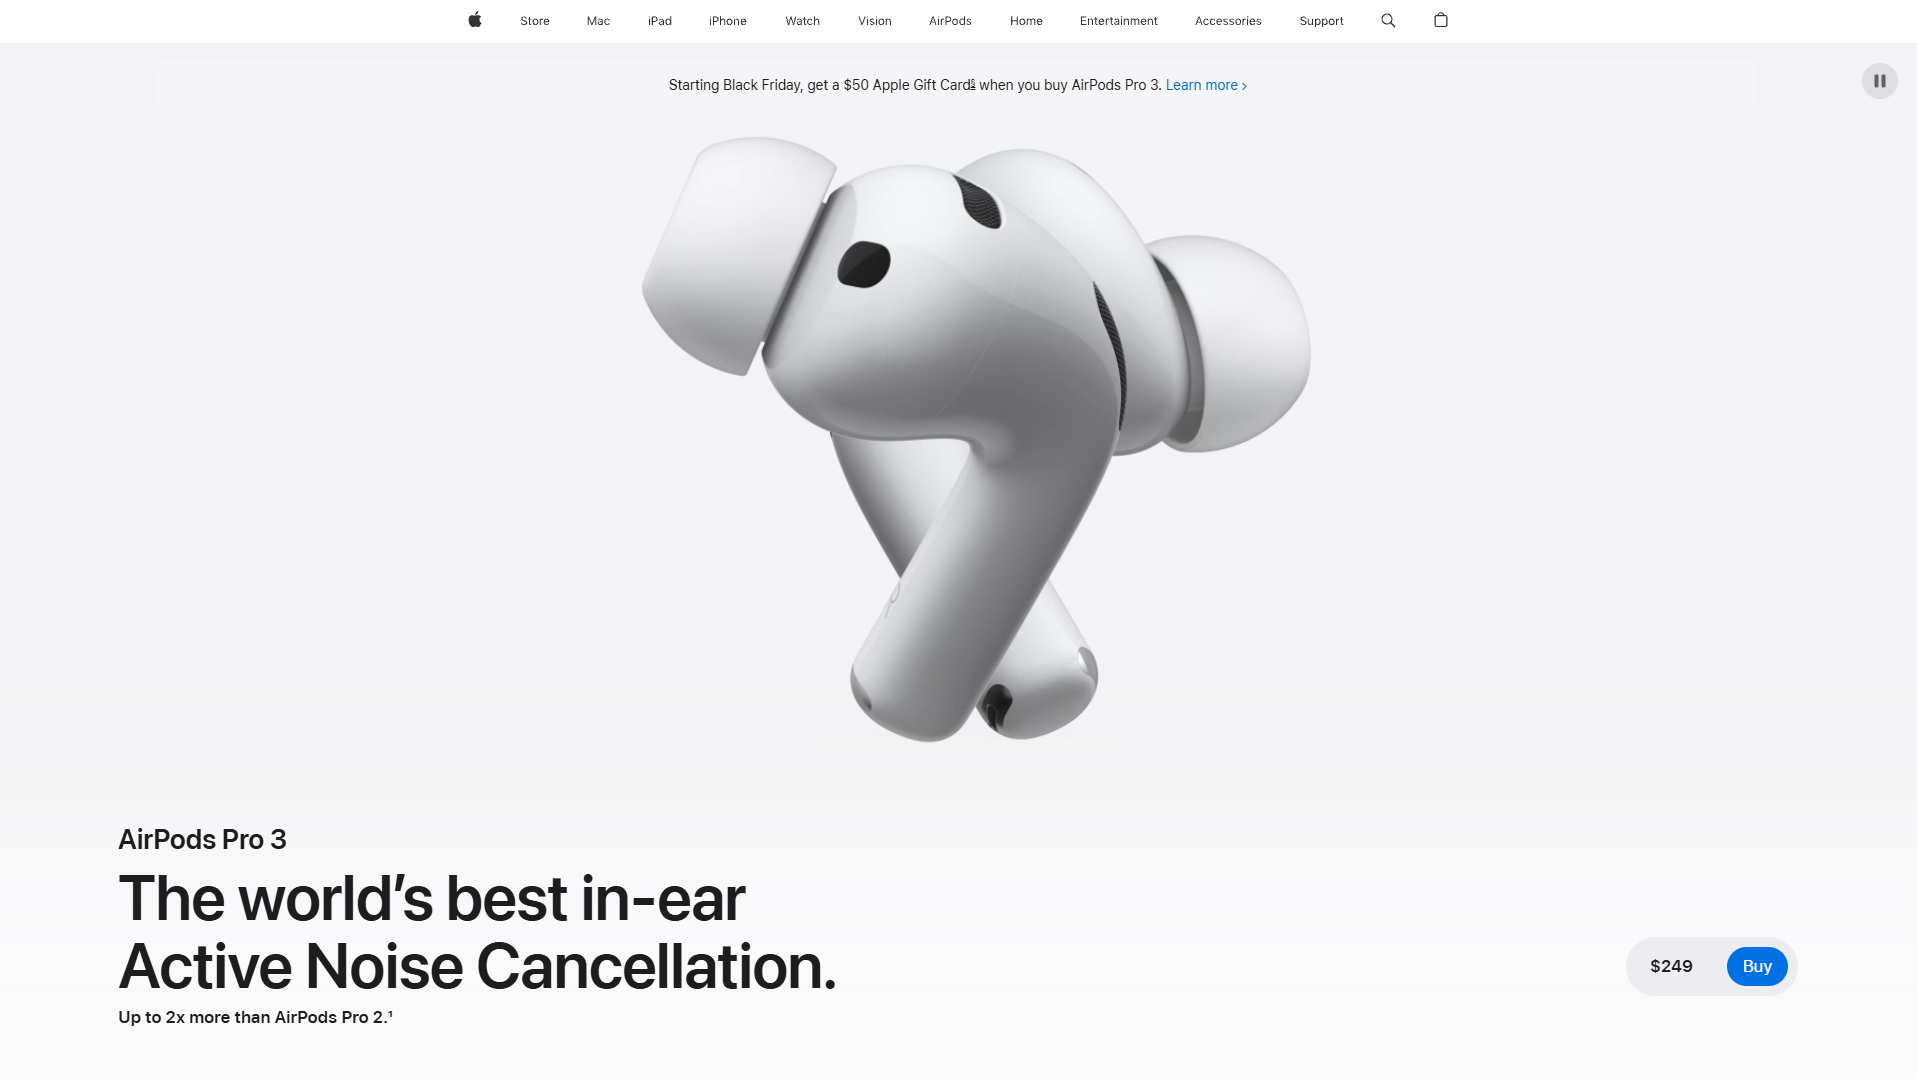 Store Mac iPad iPhone Watch Vision AirPods Home Entertainment Accessories Support
Starting Black Friday, get a $50 Apple Gift Card when you buy AirPods Pro 3. Learn more >
AirPods Pro 3
The world’s best in-ear
Active Noise Cancellation.
$249 Buy
Up to 2x more than AirPods Pro 2.¹